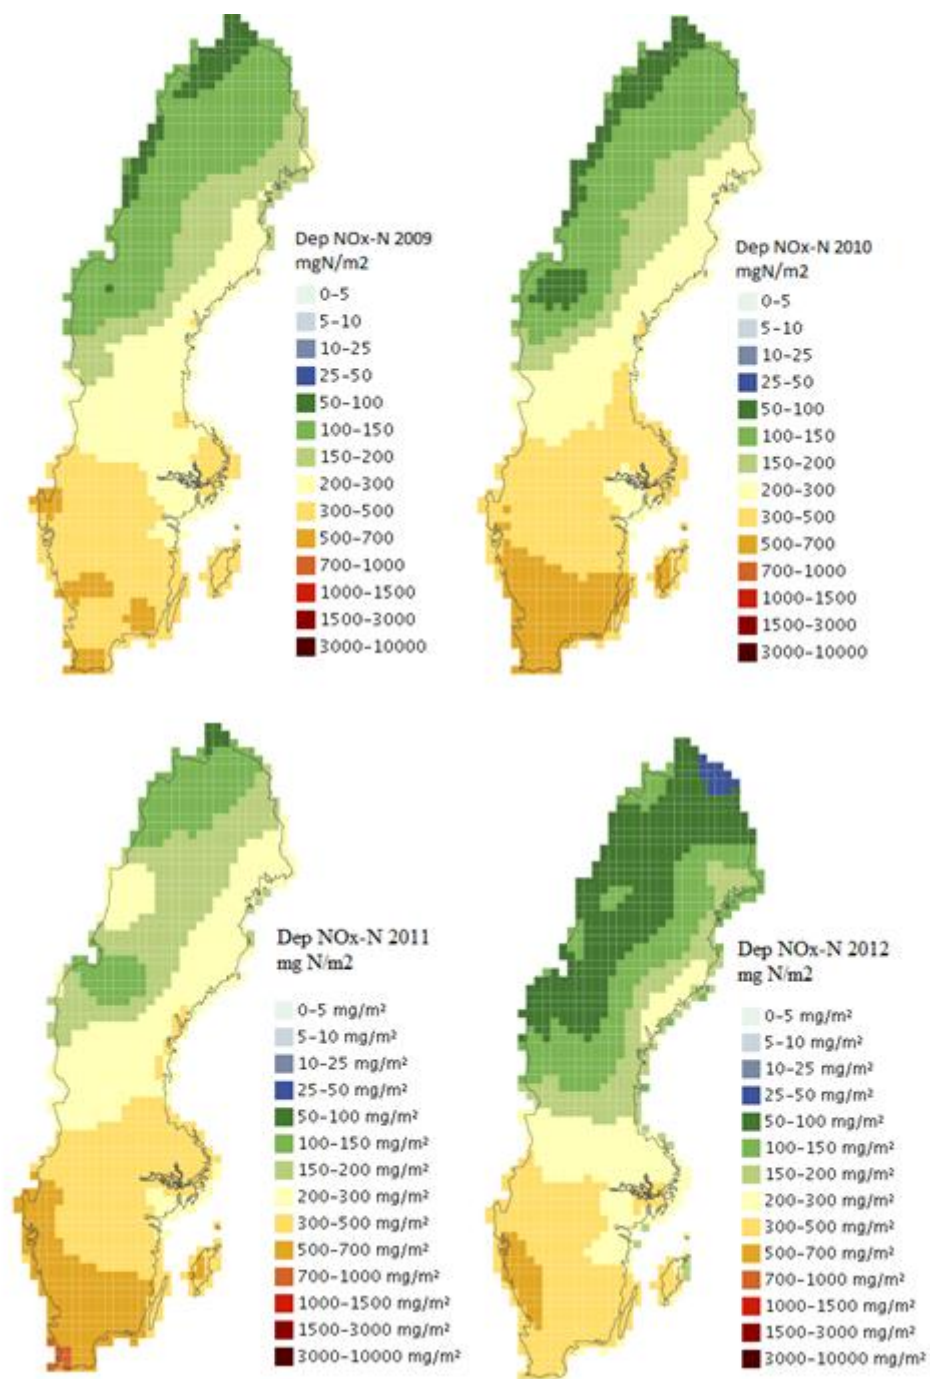 Dep NOx-N 2009
mgN/m2
0-5
5-10
10-25
25-50
50-100
100-150
150-200
200-300
300-500
500-700
700-1000
1000-1500
1500-3000
3000-10000
Dep NOx-N 2010
mgN/m2
0-5
5-10
10-25
25-50
50-100
100-150
150-200
200-300
300-500
500-700
700-1000
1000-1500
1500-3000
3000-10000
Dep NOx-N 2011
mg N/m2
0-5 mg/m²
5-10 mg/m²
10-25 mg/m²
25-50 mg/m²
50-100 mg/m²
100-150 mg/m²
150-200 mg/m²
200-300 mg/m²
300-500 mg/m²
500-700 mg/m²
700-1000 mg/m²
1000-1500 mg/m²
1500-3000 mg/m²
3000-10000 mg/m²
Dep NOx-N 2012
mg N/m2
0-5 mg/m²
5-10 mg/m²
10-25 mg/m²
25-50 mg/m²
50-100 mg/m²
100-150 mg/m²
150-200 mg/m²
200-300 mg/m²
300-500 mg/m²
500-700 mg/m²
700-1000 mg/m²
1000-1500 mg/m²
1500-3000 mg/m²
3000-10000 mg/m²